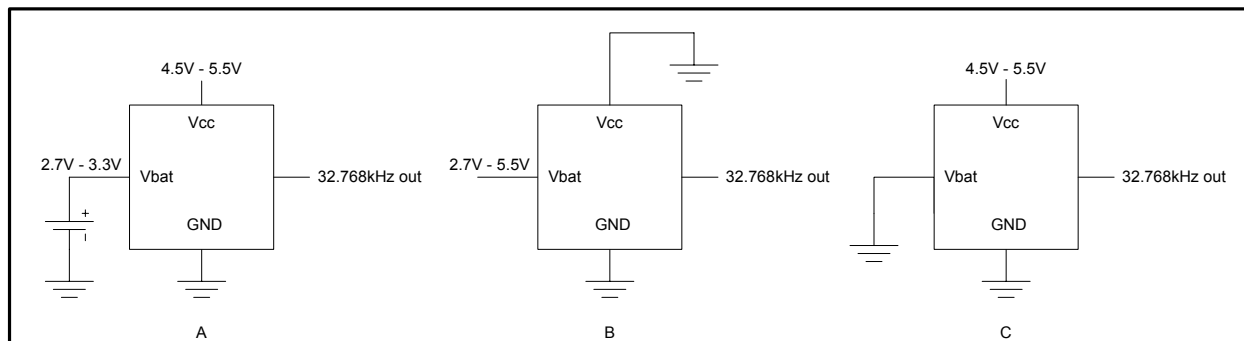 4.5V - 5.5V
Vcc
2.7V - 3.3V
Vbat
32.768kHz out
+
GND
A
Vcc
2.7V - 5.5V
Vbat
32.768kHz out
GND
B
4.5V - 5.5V
Vcc
Vbat
32.768kHz out
GND
C